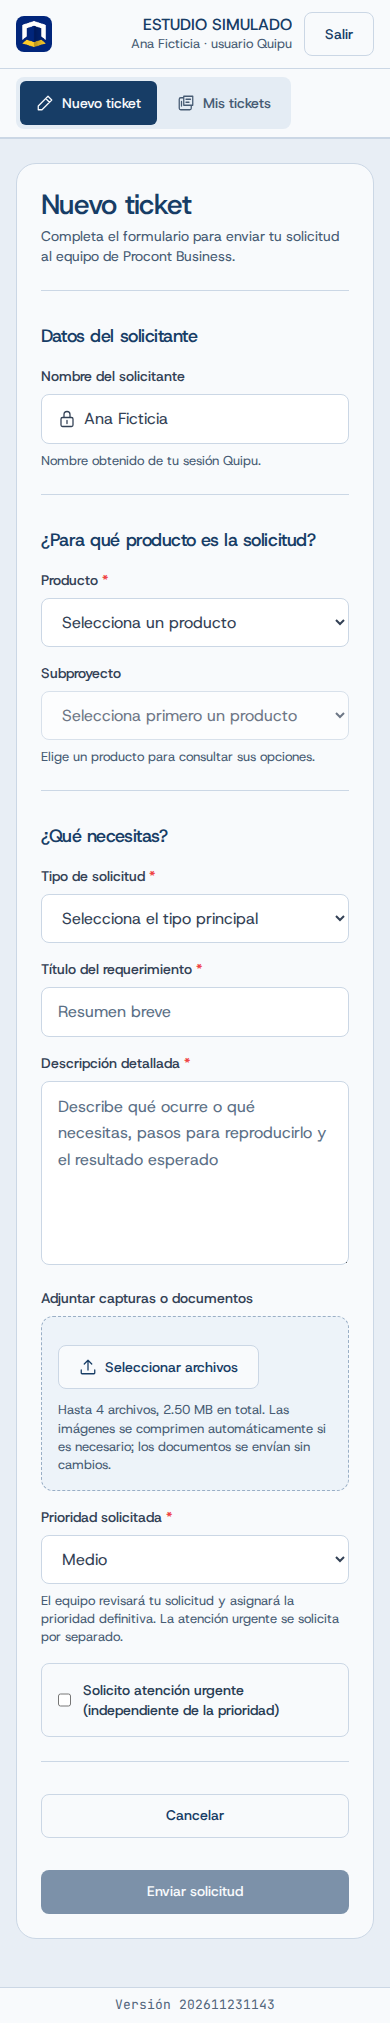 ESTUDIO SIMULADO
Ana Ficticia · usuario Quipu
Salir
Nuevo ticket
Mis tickets
Nuevo ticket
Completa el formulario para enviar tu solicitud
al equipo de Procont Business.
Datos del solicitante
Nombre del solicitante
Ana Ficticia
Nombre obtenido de tu sesión Quipu.
¿Para qué producto es la solicitud?
Producto *
Selecciona un producto
Subproyecto
Selecciona primero un producto
Elige un producto para consultar sus opciones.
¿Qué necesitas?
Tipo de solicitud *
Selecciona el tipo principal
Título del requerimiento *
Resumen breve
Descripción detallada *
Describe qué ocurre o qué
necesitas, pasos para reproducirlo y
el resultado esperado
Adjuntar capturas o documentos
Seleccionar archivos
Hasta 4 archivos, 2.50 MB en total. Las
imágenes se comprimen automáticamente si
es necesario; los documentos se envían sin
cambios.
Prioridad solicitada *
Medio
El equipo revisará tu solicitud y asignará la
prioridad definitiva. La atención urgente se solicita
por separado.
Solicito atención urgente
(independiente de la prioridad)
Cancelar
Enviar solicitud
Versión 202611231143